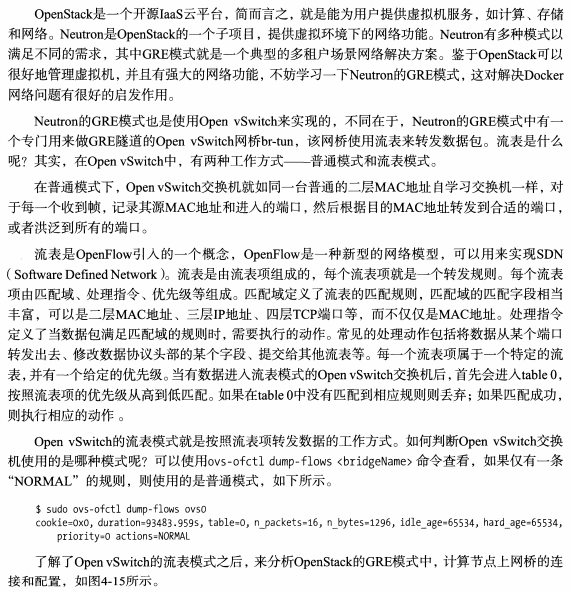 OpenStack是一个开源IaaS云平台，简而言之，就是能为用户提供虚拟机服务，如计算、存储
和网络。Neutron是OpenStack的一个子项目，提供虚拟环境下的网络功能。Neutron有多种模式以
满足不同的需求，其中GRE模式就是一个典型的多租户场景网络解决方案。鉴于OpenStack可以
很好地管理虚拟机，并且有强大的网络功能，不妨学习一下Neutron的GRE模式，这对解决Docker
网络问题有很好的启发作用。
Neutron的GRE模式也是使用Open vSwitch来实现的，不同在于，Neutron的GRE模式中有一
个专门用来做GRE隧道的Open vSwitch网桥br-tun，该网桥使用流表来转发数据包。流表是什么
呢？其实，在Open vSwitch中，有两种工作方式——普通模式和流表模式。
在普通模式下，Open vSwitch交换机就如同一台普通的二层MAC地址自学习交换机一样，对
于每一个收到帧，记录其源MAC地址和进入的端口，然后根据目的MAC地址转发到合适的端口，
或者洪泛到所有的端口。
流表是OpenFlow引入的一个概念，OpenFlow是一种新型的网络模型，可以用来实现SDN
（Software Defined Network）。流表是由流表项组成的，每个流表项就是一个转发规则。每个流表
项由匹配域、处理指令、优先级等组成。匹配域定义了流表的匹配规则，匹配域的匹配字段相当
丰富，可以是二层MAC地址、三层IP地址、四层TCP端口等，而不仅仅是MAC地址。处理指令
定义了当数据包满足匹配域的规则时，需要执行的动作。常见的处理动作包括将数据从某个端口
转发出去、修改数据协议头部的某个字段、提交给其他流表等。每一个流表项属于一个特定的流
表，并有一个给定的优先级。当有数据进入流表模式的Open vSwitch交换机后，首先会进入table 0，
按照流表项的优先级从高到低匹配。如果在table 0中没有匹配到相应规则则丢弃；如果匹配成功，
则执行相应的动作 。
Open vSwitch的流表模式就是按照流表项转发数据的工作方式。如何判断Open vSwitch交换
机使用的是哪种模式呢？可以使用ovs-ofctl dump-flows <bridgeName> 命令查看，如果仅有一条
“NORMAL”的规则，则使用的是普通模式，如下所示。
$ sudo ovs-ofctl dump-flows ovs0
cookie=0x0, duration=93483.959s, table=0, n_packets=16, n_bytes=1296, idle_age=65534, hard_age=65534,
priority=0 actions=NORMAL
了解了Open vSwitch的流表模式之后，来分析OpenStack的GRE模式中，计算节点上网桥的连
接和配置，如图4-15所示。